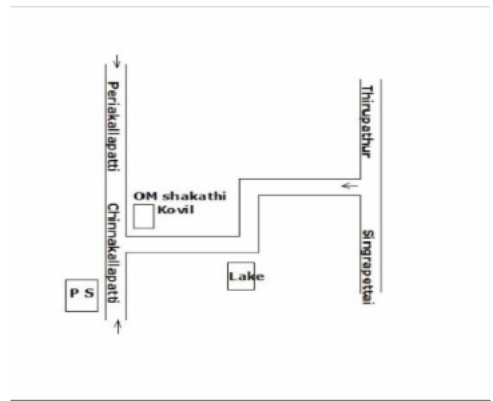 Periakallapatti
Thirupathur
OM shakathi
Kovil
Chinnakallapatti
Singrapettai
Lake
P S